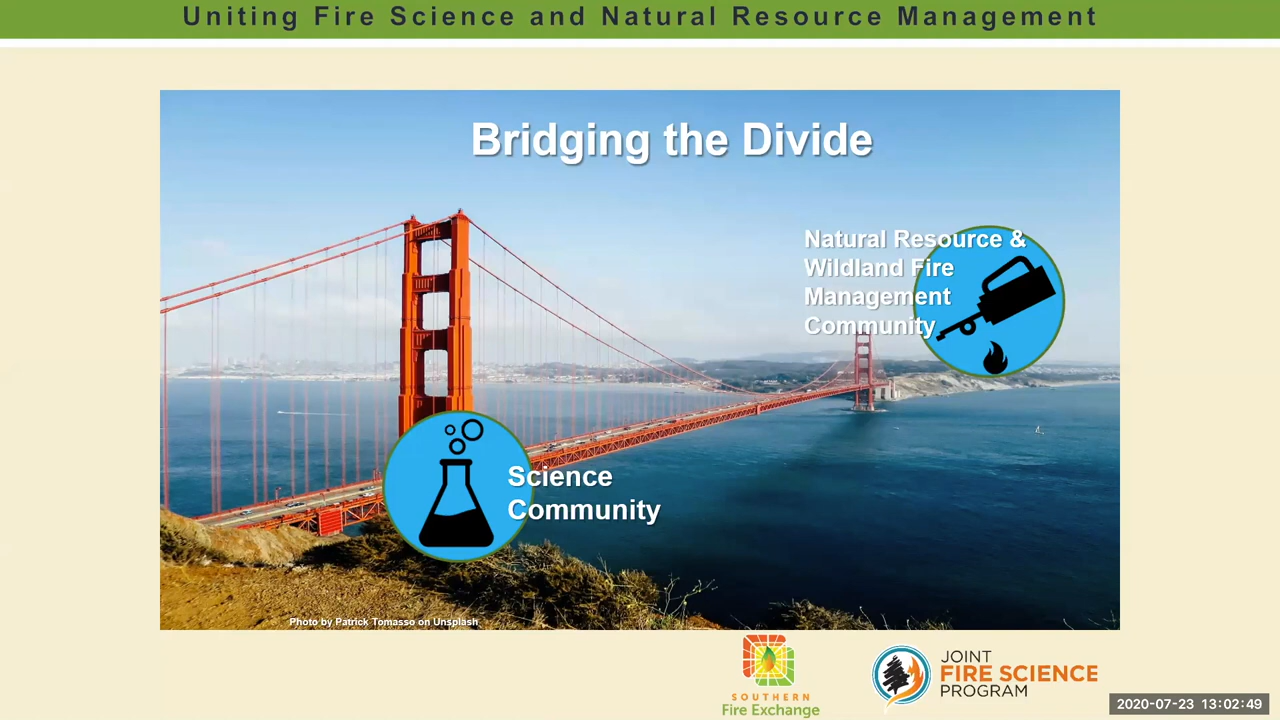 Uniting Fire Science and Natural Resource Management
Bridging the Divide
Natural Resource &
Wildland Fire
Management
Community
Science
Community
Photo by Patrick Tomasso on Unsplash
SOUTHERN
Fire Exchange
JOINT
FIRE SCIENCE
PROGRAM
2020-07-23 13:02:49